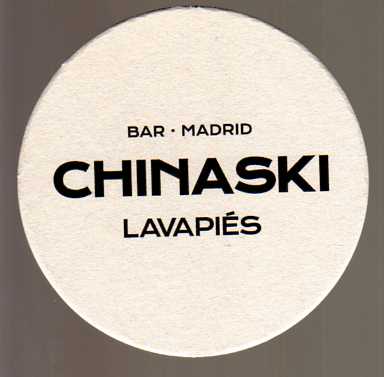 BAR · MADRID
CHINASKI
LAVAPIÉS